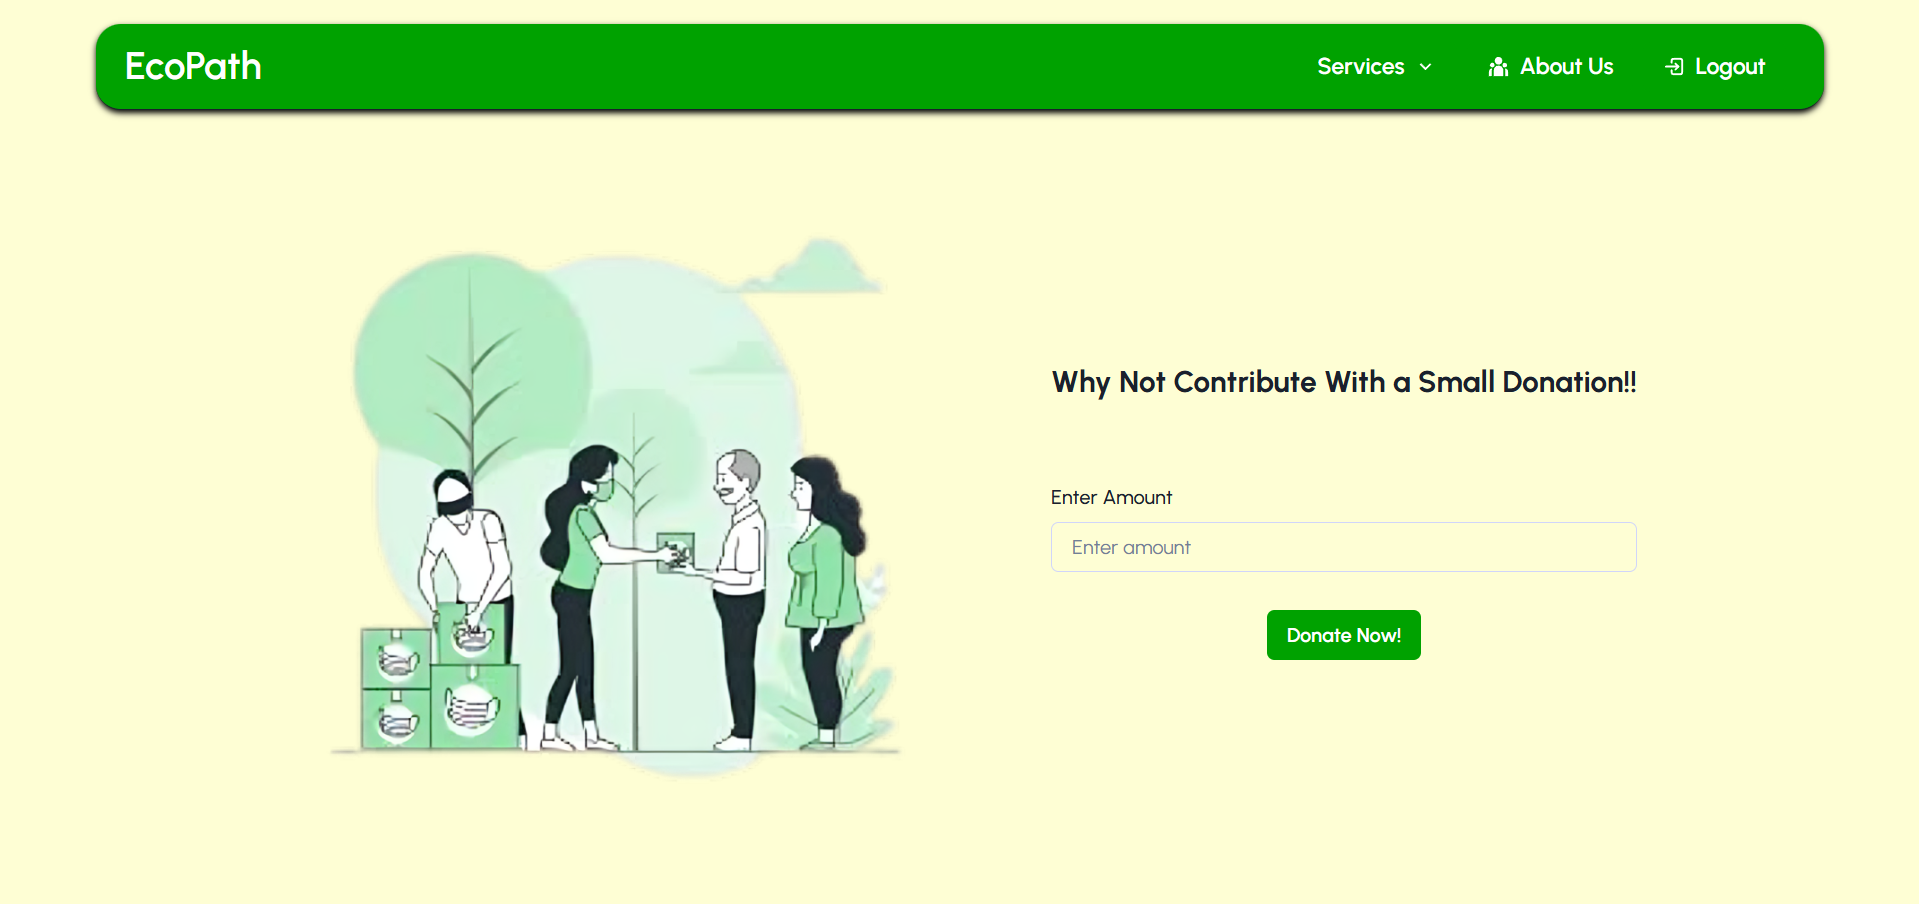 EcoPath
Services
About Us
Logout
Why Not Contribute With a Small Donation!!
Enter Amount
Enter amount
Donate Now!